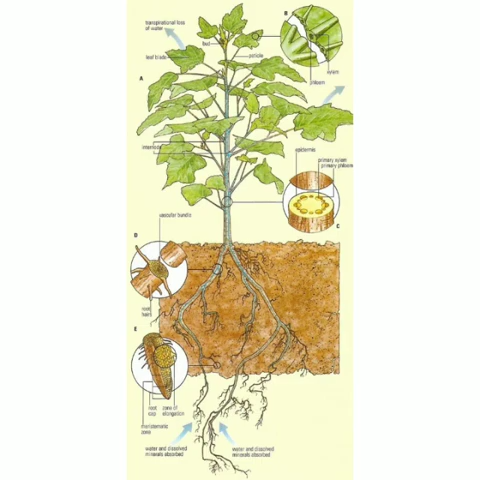 transpirational loss
of water
B
bud
leaf blade
petiole
xylem
phloem
A
internode
epidermis
primary xylem
primary phloem
C
vascular bundle
D
root
hairs
E
root
cap
zone of
elongation
meristematic
zone
water and dissolved
minerals absorbed
water and dissolved
minerals absorbed